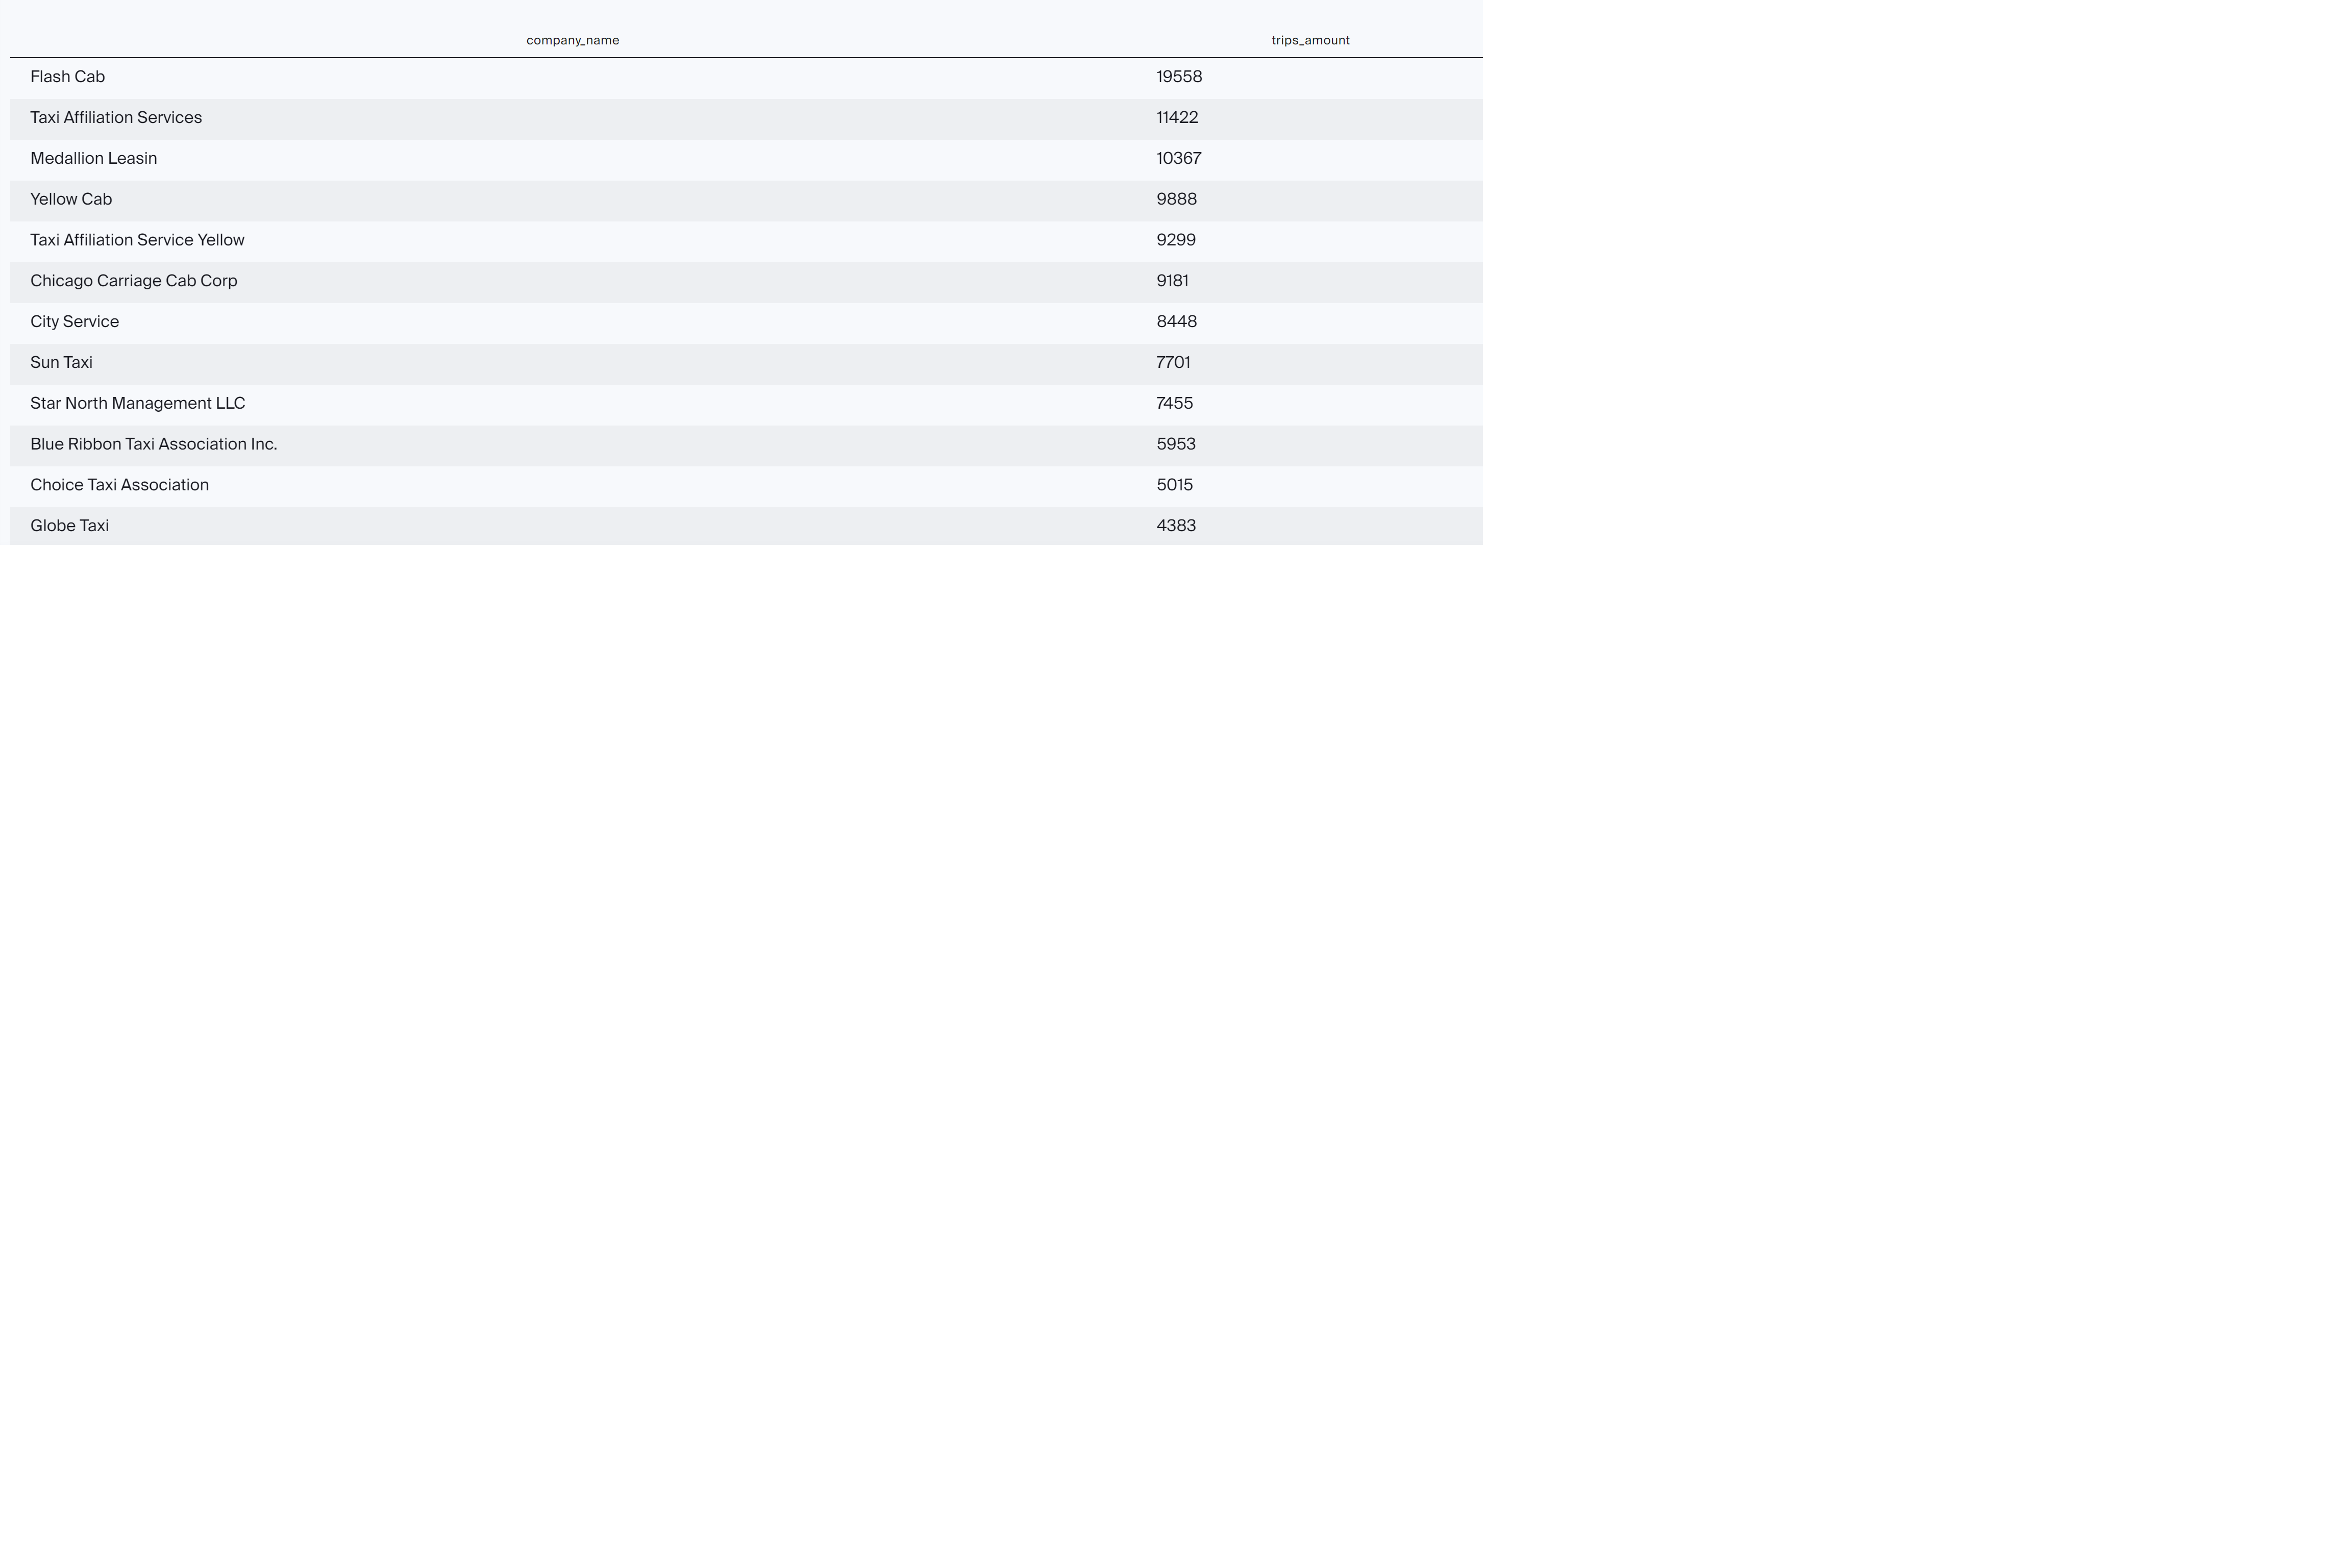 company_name trips_amount
Flash Cab 19558
Taxi Affiliation Services 11422
Medallion Leasin 10367
Yellow Cab 9888
Taxi Affiliation Service Yellow 9299
Chicago Carriage Cab Corp 9181
City Service 8448
Sun Taxi 7701
Star North Management LLC 7455
Blue Ribbon Taxi Association Inc. 5953
Choice Taxi Association 5015
Globe Taxi 4383